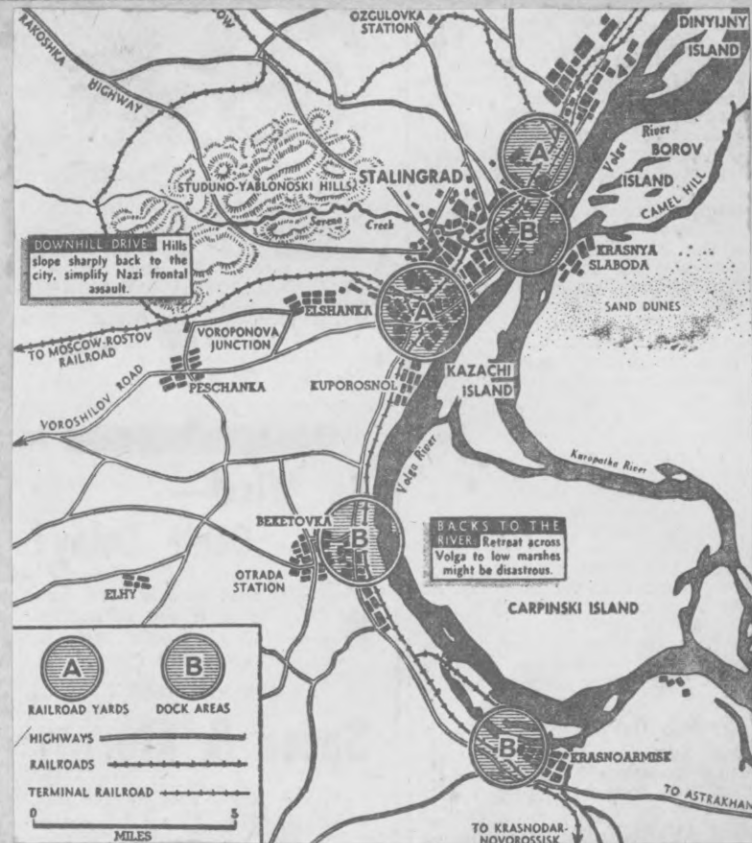 RAKOSHKA
HIGHWAY
OZGULOVKA
STATION
DINYIJNY
ISLAND
Volga River
BOROV
ISLAND
CAMEL HILL
STUDUNO-YABLONOSKI HILLS
STALINGRAD
A
B
Creek
DOWNHILL DRIVE Hills
slope sharply back to the
city, simplify Nazi frontal
assault.
KRASNYA
SLABODA
SAND DUNES
A
ELSHANKA
TO MOSCOW-ROSTOV
RAILROAD
VOROPONOVA
JUNCTION
KAZACHI
ISLAND
PESCHANKA
KUPOROSNOL
VOROSHILOV ROAD
Volga River
Karopatka River
BEKETOVKA
B
OTRADA
STATION
BACKS TO THE
RIVER Retreat across
Volga to low marshes
might be disastrous.
ELHY
CARPINSKI ISLAND
A
B
RAILROAD YARDS
DOCK AREAS
HIGHWAYS
RAILROADS
TERMINAL RAILROAD
0 5
MILES
B
KRASNOARMISK
TO ASTRAKHAN
TO KRASNODAR-
NOVOROSSISK